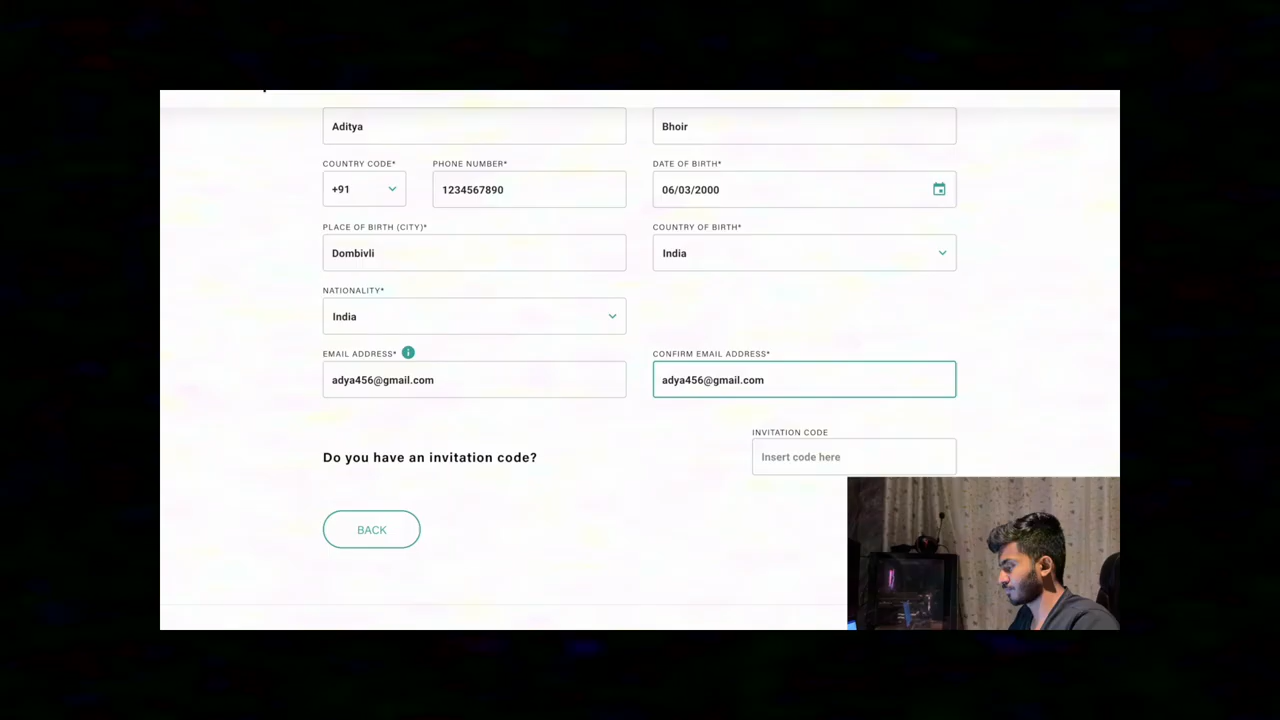 Aditya Bhoir
COUNTRY CODE* PHONE NUMBER* DATE OF BIRTH*
+91 1234567890 06/03/2000
PLACE OF BIRTH (CITY)* COUNTRY OF BIRTH*
Dombivli India
NATIONALITY*
India
EMAIL ADDRESS* i CONFIRM EMAIL ADDRESS*
adya456@gmail.com adya456@gmail.com
INVITATION CODE
Do you have an invitation code? Insert code here
BACK